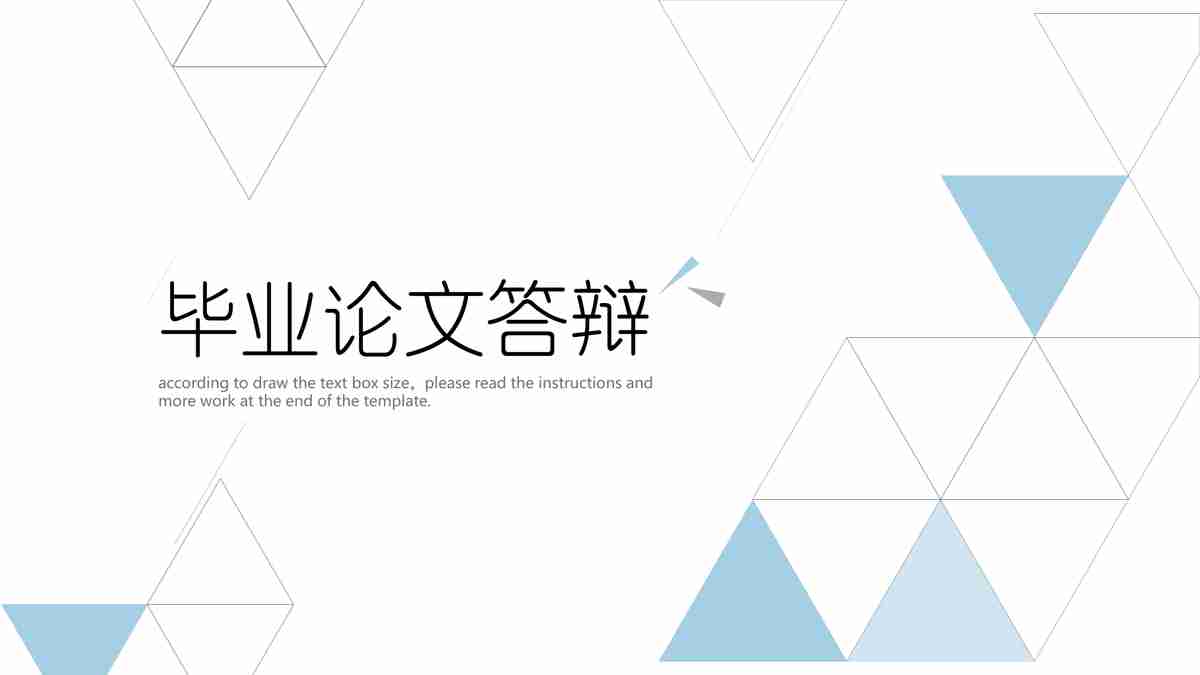 毕业论文答辩
according to draw the text box size，please read the instructions and
more work at the end of the template.